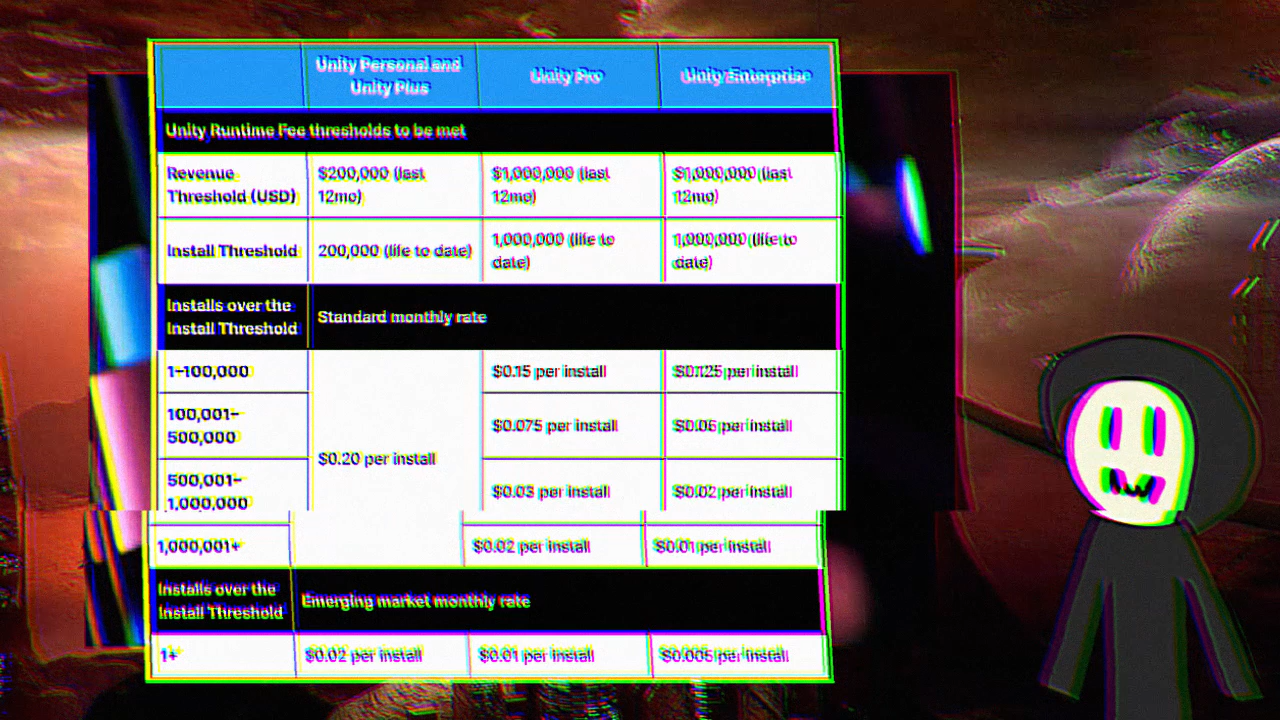 Unity Personal and
Unity Plus
Unity Pro
Unity Enterprise
Unity Runtime Fee thresholds to be met
Revenue
Threshold (USD)
$200,000 (last
12mo)
$1,000,000 (last
12mo)
$1,000,000 (last
12mo)
Install Threshold
200,000 (life to date)
1,000,000 (life to
date)
1,000,000 (life to
date)
Installs over the
Install Threshold
Standard monthly rate
1–100,000
$0.20 per install
$0.15 per install
$0.125 per install
100,001–
500,000
$0.075 per install
$0.06 per install
500,001–
1,000,000
$0.03 per install
$0.02 per install
1,000,001+
$0.02 per install
$0.01 per install
Installs over the
Install Threshold
Emerging market monthly rate
1+
$0.02 per install
$0.01 per install
$0.005 per install